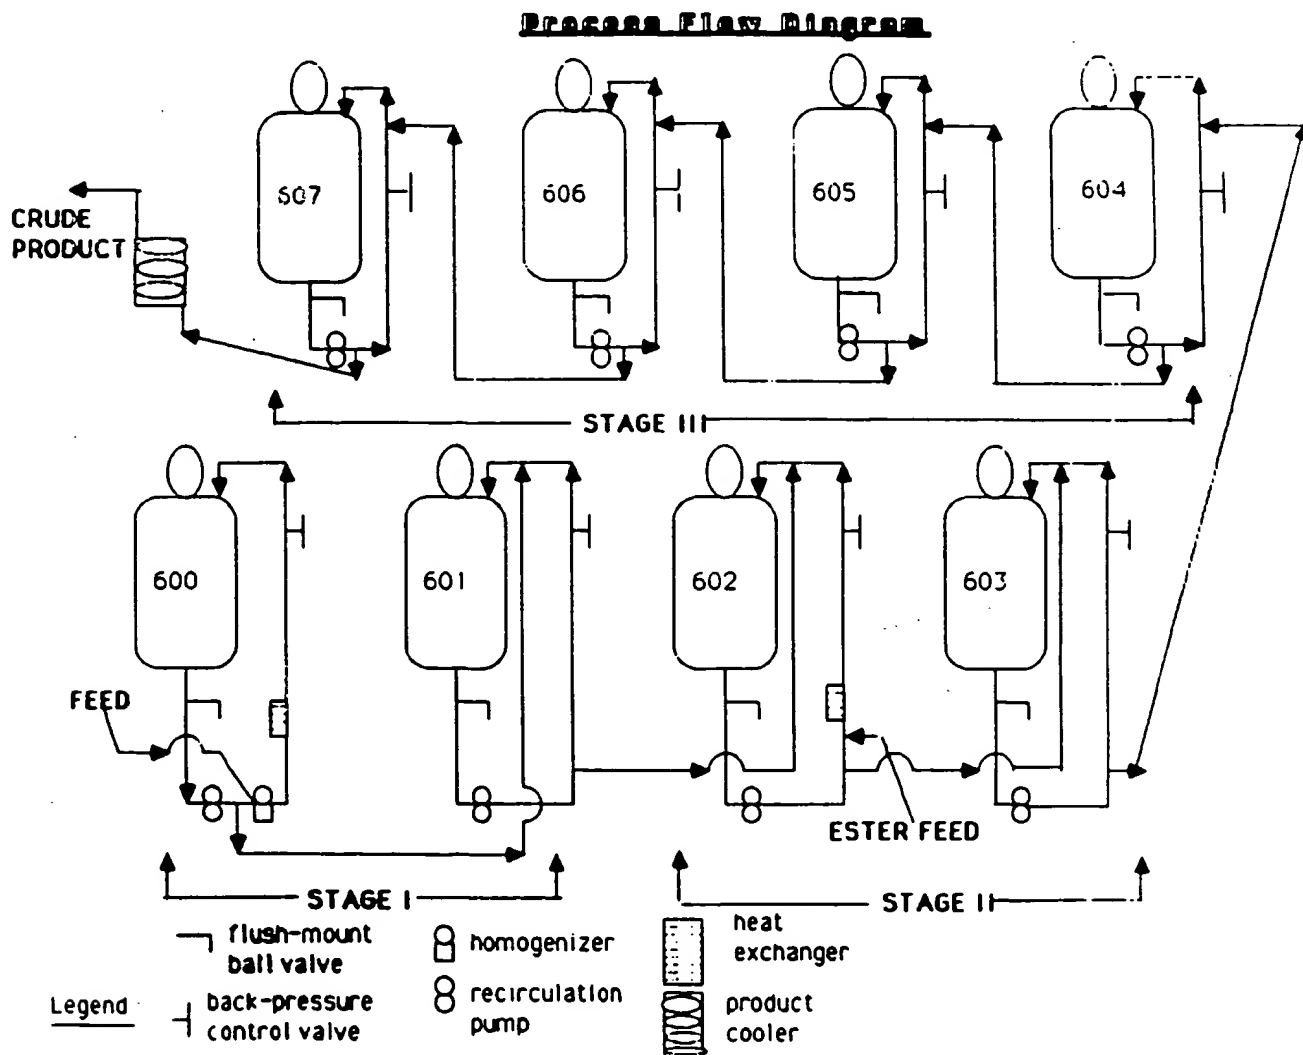 Process Flow Diagram
607
606
605
604
CRUDE
PRODUCT
STAGE III
600
601
602
603
FEED
ESTER FEED
STAGE I
STAGE II
flush-mount
ball valve
homogenizer
heat
exchanger
Legend
back-pressure
control valve
recirculation
pump
product
cooler